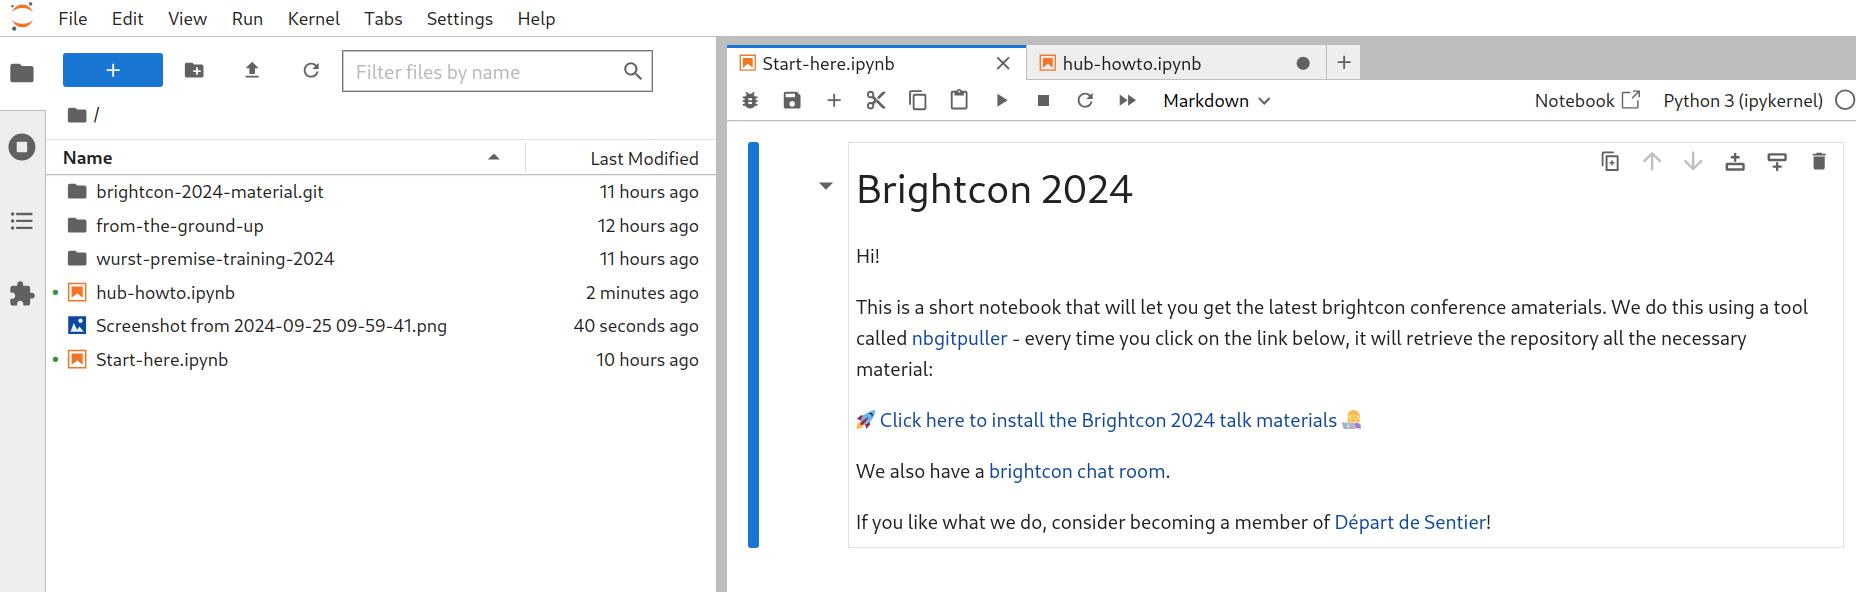 File Edit View Run Kernel Tabs Settings Help
+
Filter files by name
/
Name Last Modified
brightcon-2024-material.git 11 hours ago
from-the-ground-up 12 hours ago
wurst-premise-training-2024 11 hours ago
hub-howto.ipynb 2 minutes ago
Screenshot from 2024-09-25 09-59-41.png 40 seconds ago
Start-here.ipynb 10 hours ago
Start-here.ipynb hub-howto.ipynb
Markdown Notebook Python 3 (ipykernel)
Brightcon 2024
Hi!
This is a short notebook that will let you get the latest brightcon conference amaterials. We do this using a tool
called nbgitpuller - every time you click on the link below, it will retrieve the repository all the necessary
material:
🚀 Click here to install the Brightcon 2024 talk materials 👩‍💻
We also have a brightcon chat room.
If you like what we do, consider becoming a member of Départ de Sentier!